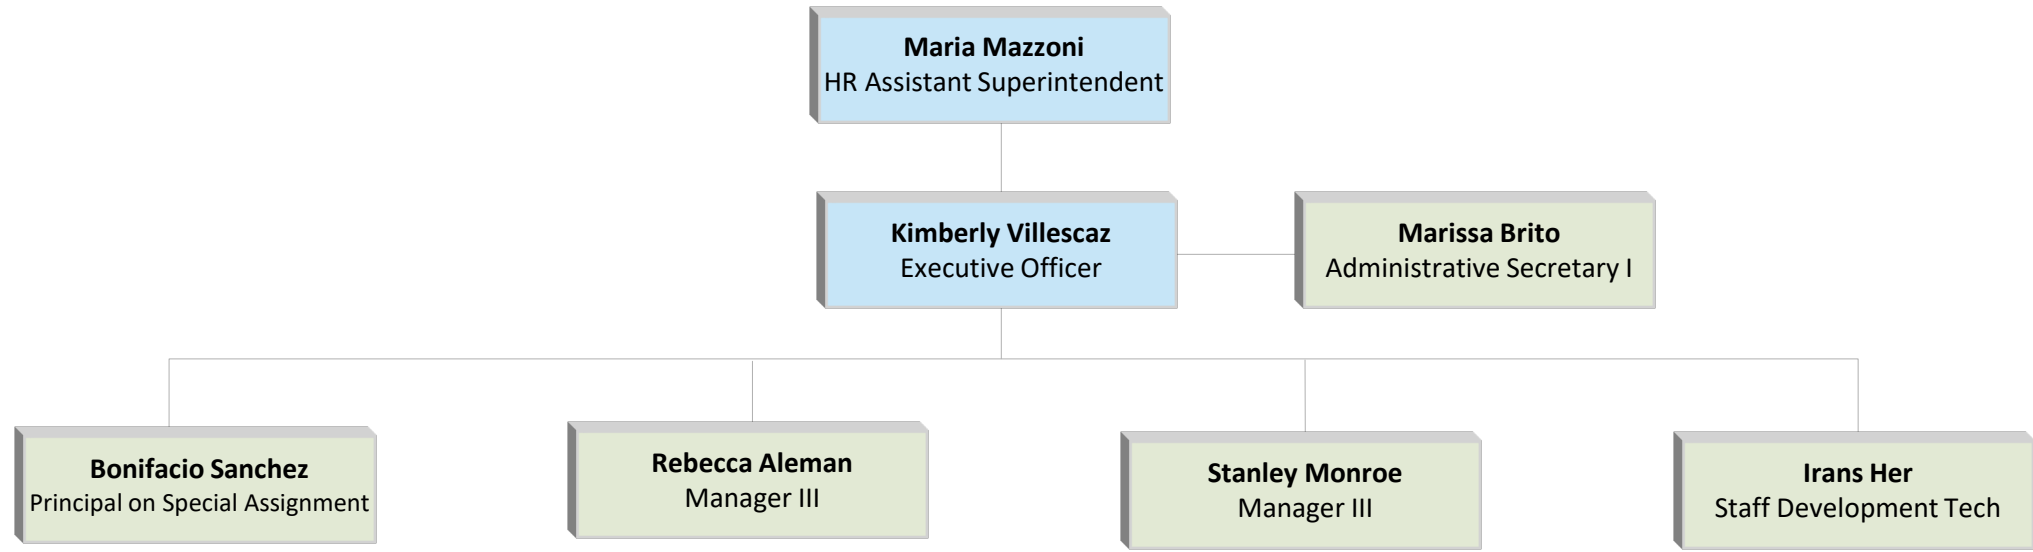 Maria Mazzoni
HR Assistant Superintendent
Kimberly Villescaz
Executive Officer
Marissa Brito
Administrative Secretary I
Bonifacio Sanchez
Principal on Special Assignment
Rebecca Aleman
Manager III
Stanley Monroe
Manager III
Irans Her
Staff Development Tech